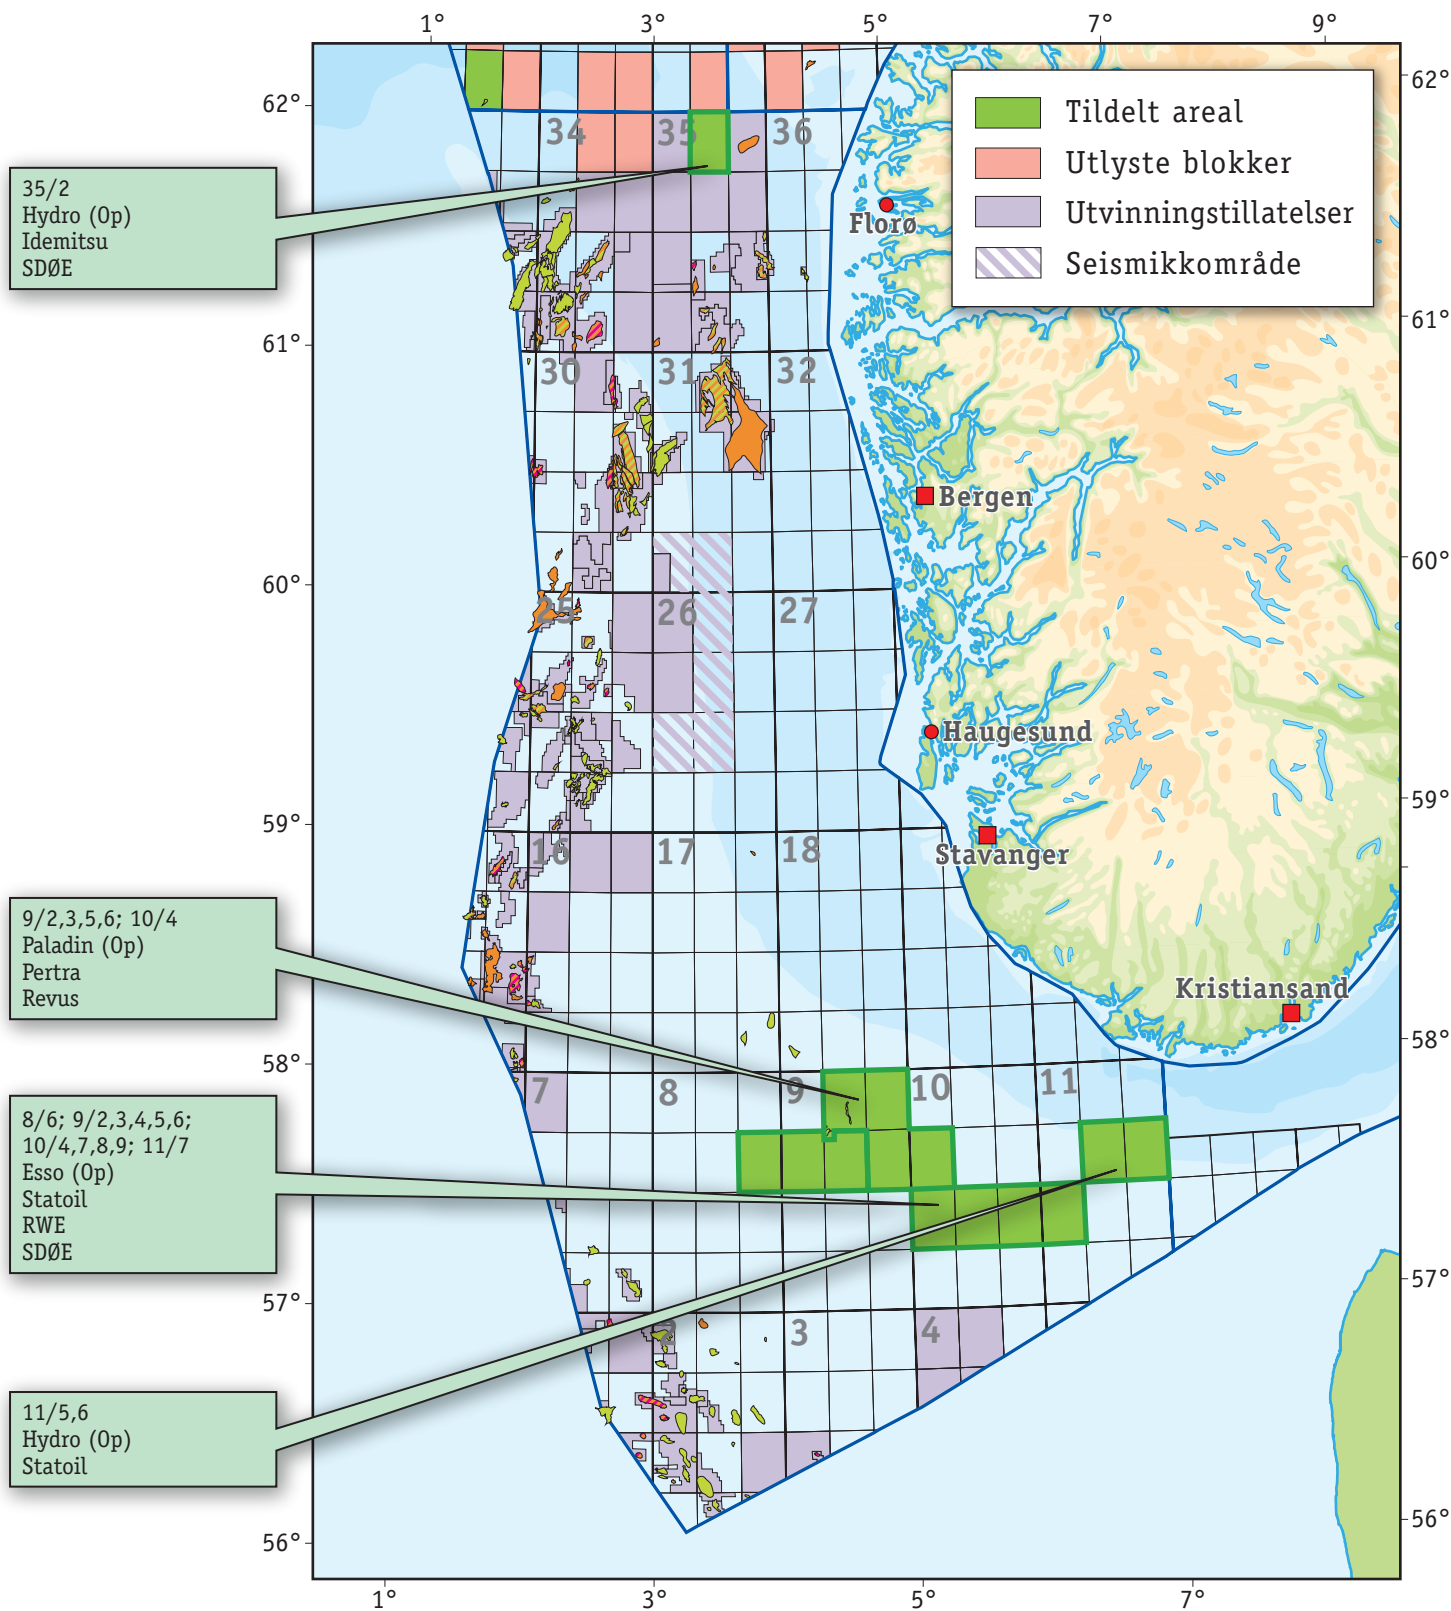 1°
3°
5°
7°
9°
62°
62°
34
35
36
Tildelt areal
Utlyste blokker
Utvinningstillatelser
Seismikkområde
35/2
Hydro (Op)
Idemitsu
SDØE
Florø
61°
61°
30
31
32
Bergen
60°
60°
25
26
27
Haugesund
59°
59°
16
17
18
Stavanger
9/2,3,5,6; 10/4
Paladin (Op)
Pertra
Revus
Kristiansand
58°
58°
7
8
9
10
11
8/6; 9/2,3,4,5,6;
10/4,7,8,9; 11/7
Esso (Op)
Statoil
RWE
SDØE
57°
57°
2
3
4
11/5,6
Hydro (Op)
Statoil
56°
56°
1°
3°
5°
7°